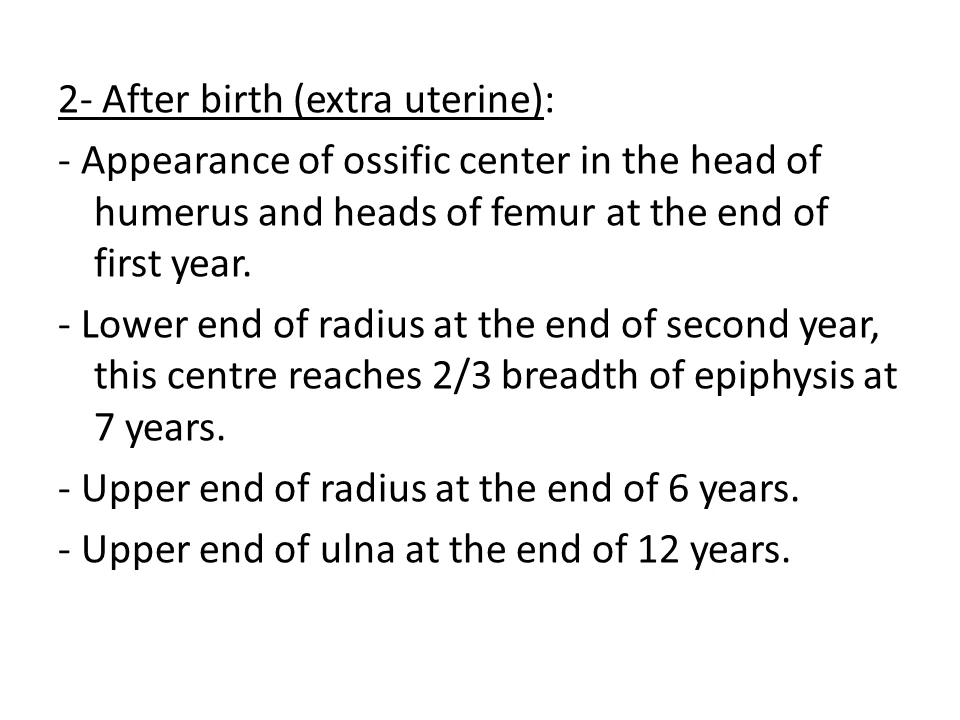 2- After birth (extra uterine):
- Appearance of ossific center in the head of
humerus and heads of femur at the end of
first year.
- Lower end of radius at the end of second year,
this centre reaches 2/3 breadth of epiphysis at
7 years.
- Upper end of radius at the end of 6 years.
- Upper end of ulna at the end of 12 years.